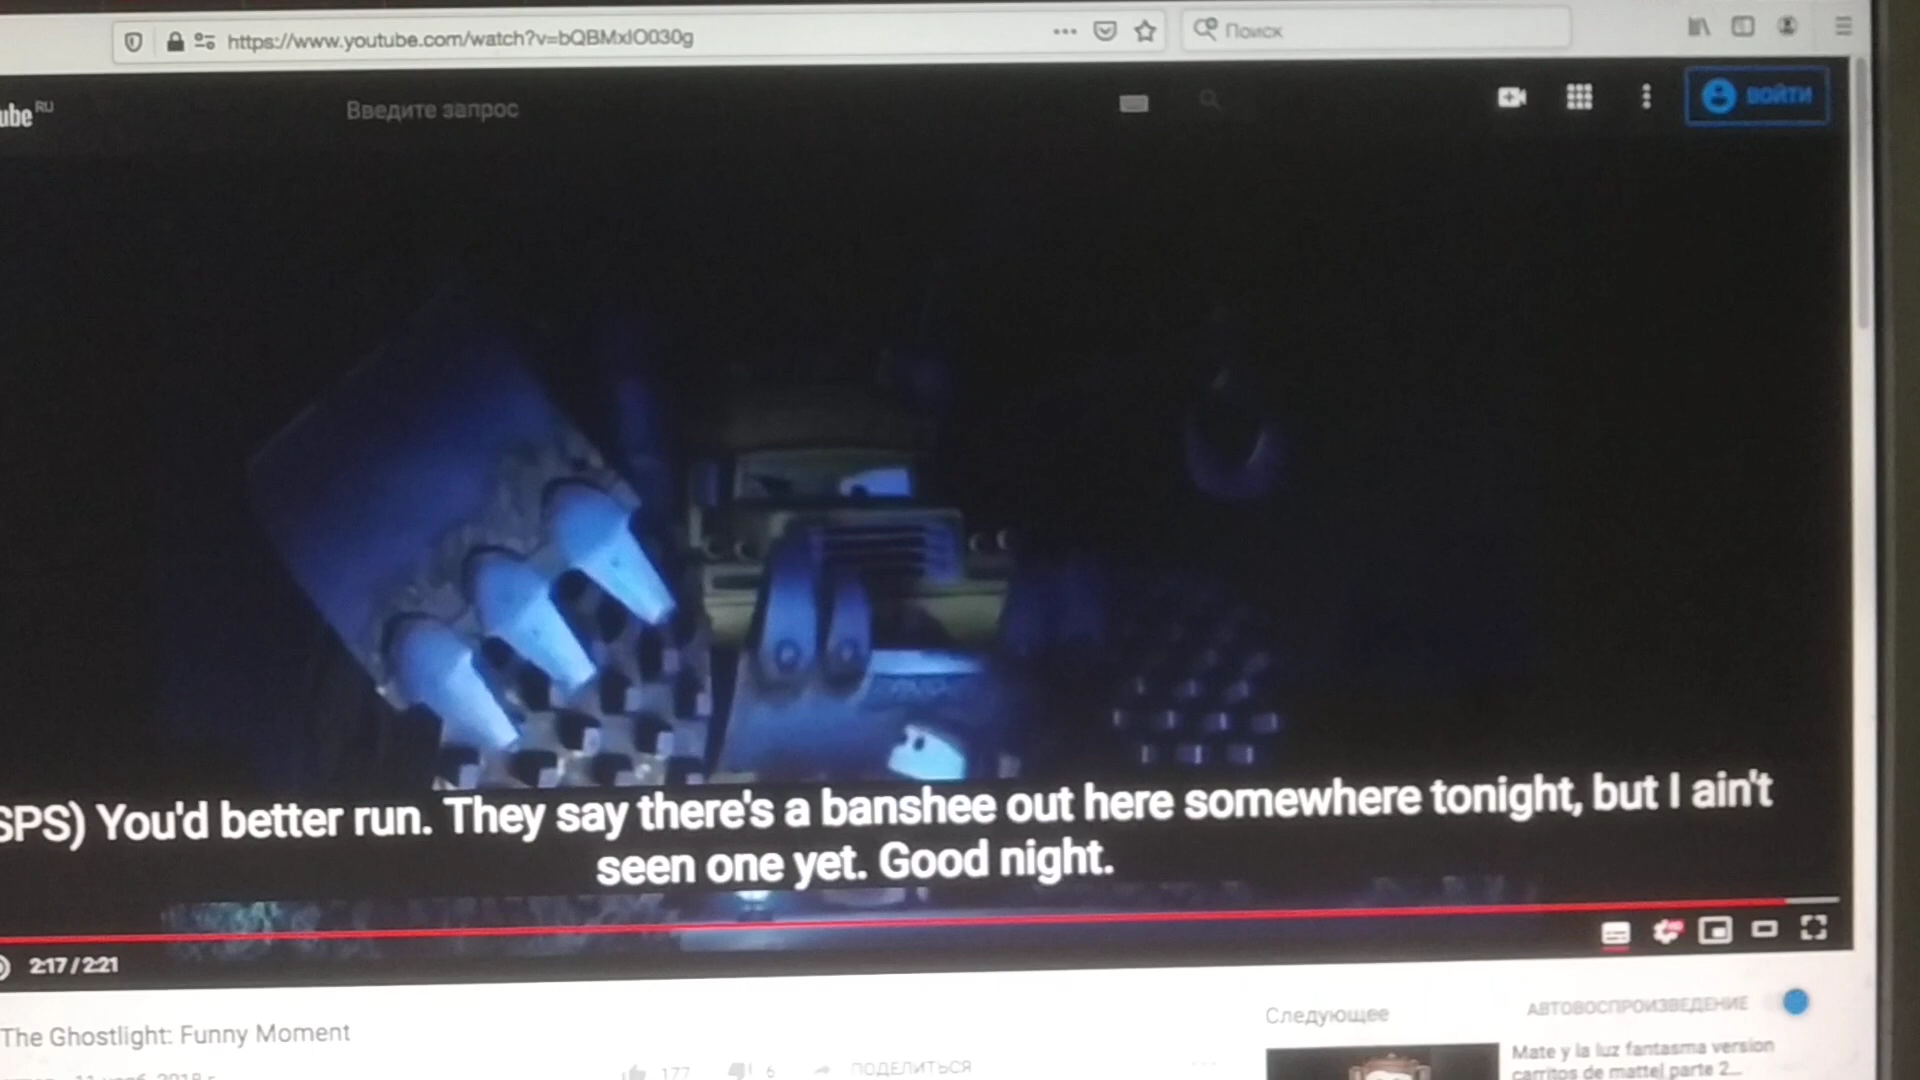 https://www.youtube.com/watch?v=bQBMxIO030g
Поиск
ube RU
Введите запрос
ВОЙТИ
SPS) You'd better run. They say there's a banshee out here somewhere tonight, but I ain't
seen one yet. Good night.
2:17 / 2:21
The Ghostlight: Funny Moment
177
6
ПОДЕЛИТЬСЯ
Следующее
АВТОВОСПРОИЗВЕДЕНИЕ
Mate y la luz fantasma version
carritos de mattel parte 2...